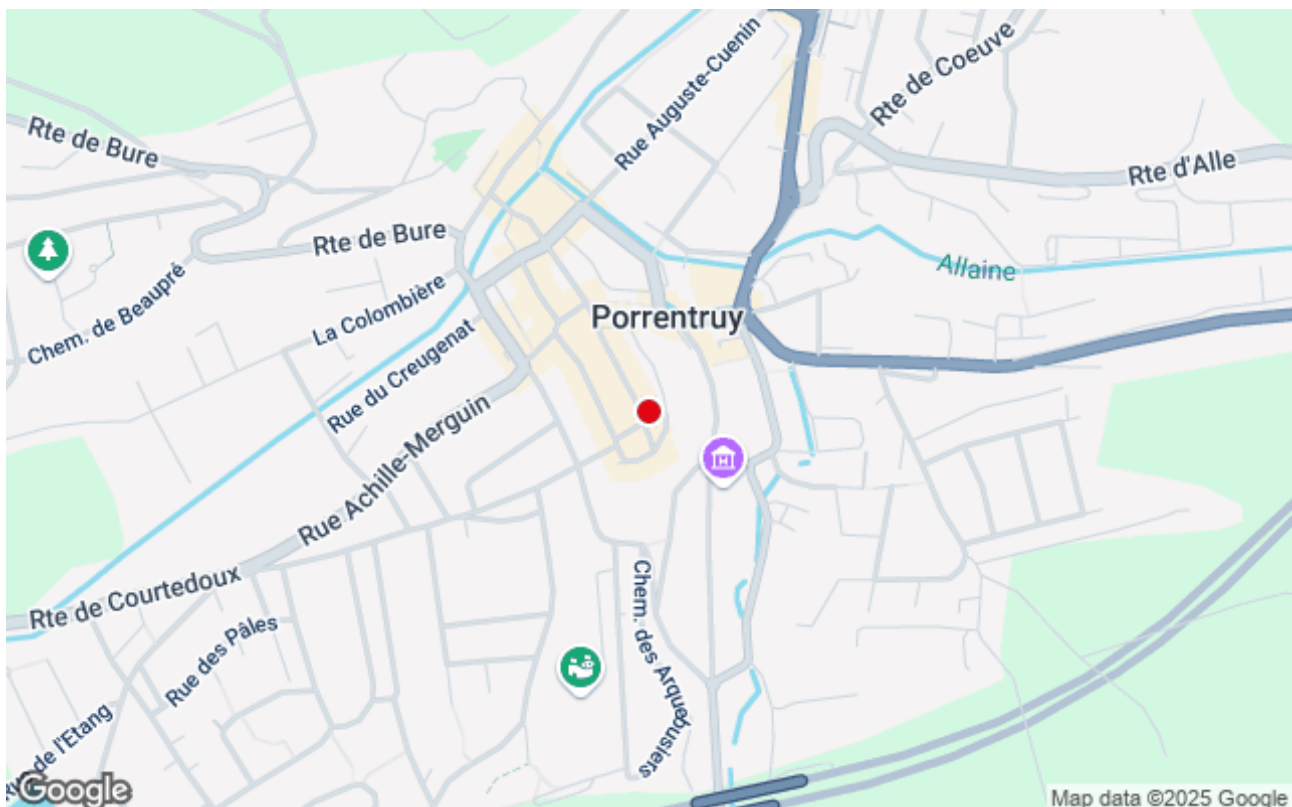 Rte de Coeuve
Rue Auguste-Cuenin
Rte de Bure
Rte d'Alle
Rte de Bure
Allaine
Chem. de Beaupré
La Colombière
Porrentruy
Rue du Creugenat
Rue Achille-Merguin
Rte de Courtedoux
Chem. des Arquebusiers
Rue des Pâles
Rue de l'Etang
H
Google
Map data ©2025 Google